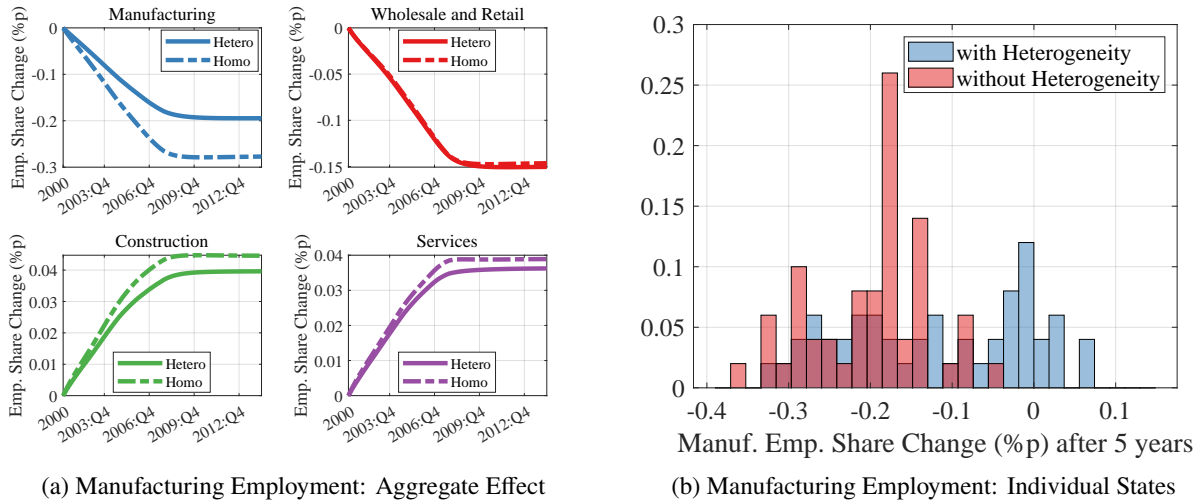 Manufacturing
Emp. Share Change (%p)
0
-0.1
-0.2
-0.3
Hetero
Homo
2000
2003:Q4
2006:Q4
2009:Q4
2012:Q4
Wholesale and Retail
Emp. Share Change (%p)
0
-0.05
-0.1
-0.15
Hetero
Homo
2000
2003:Q4
2006:Q4
2009:Q4
2012:Q4
Construction
Emp. Share Change (%p)
0.04
0.03
0.02
0.01
0
Hetero
Homo
2000
2003:Q4
2006:Q4
2009:Q4
2012:Q4
Services
Emp. Share Change (%p)
0.04
0.03
0.02
0.01
0
Hetero
Homo
2000
2003:Q4
2006:Q4
2009:Q4
2012:Q4
(a) Manufacturing Employment: Aggregate Effect
0.3
0.25
0.2
0.15
0.1
0.05
0
with Heterogeneity
without Heterogeneity
-0.4
-0.3
-0.2
-0.1
0
0.1
Manuf. Emp. Share Change (%p) after 5 years
(b) Manufacturing Employment: Individual States